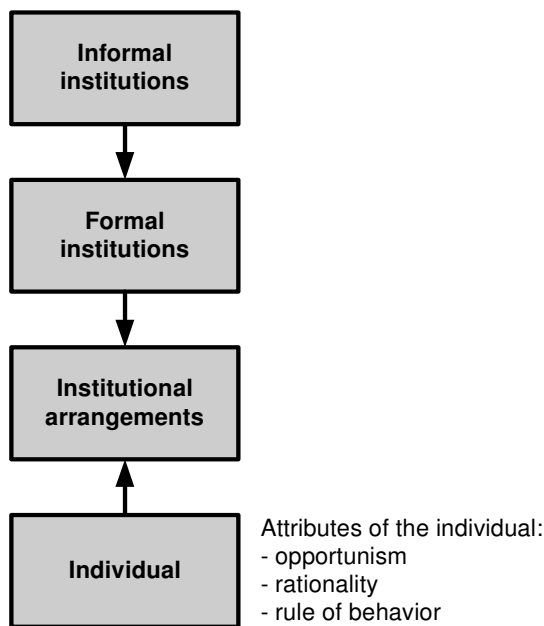 Informal
institutions
Formal
institutions
Institutional
arrangements
Individual
Attributes of the individual:
- opportunism
- rationality
- rule of behavior